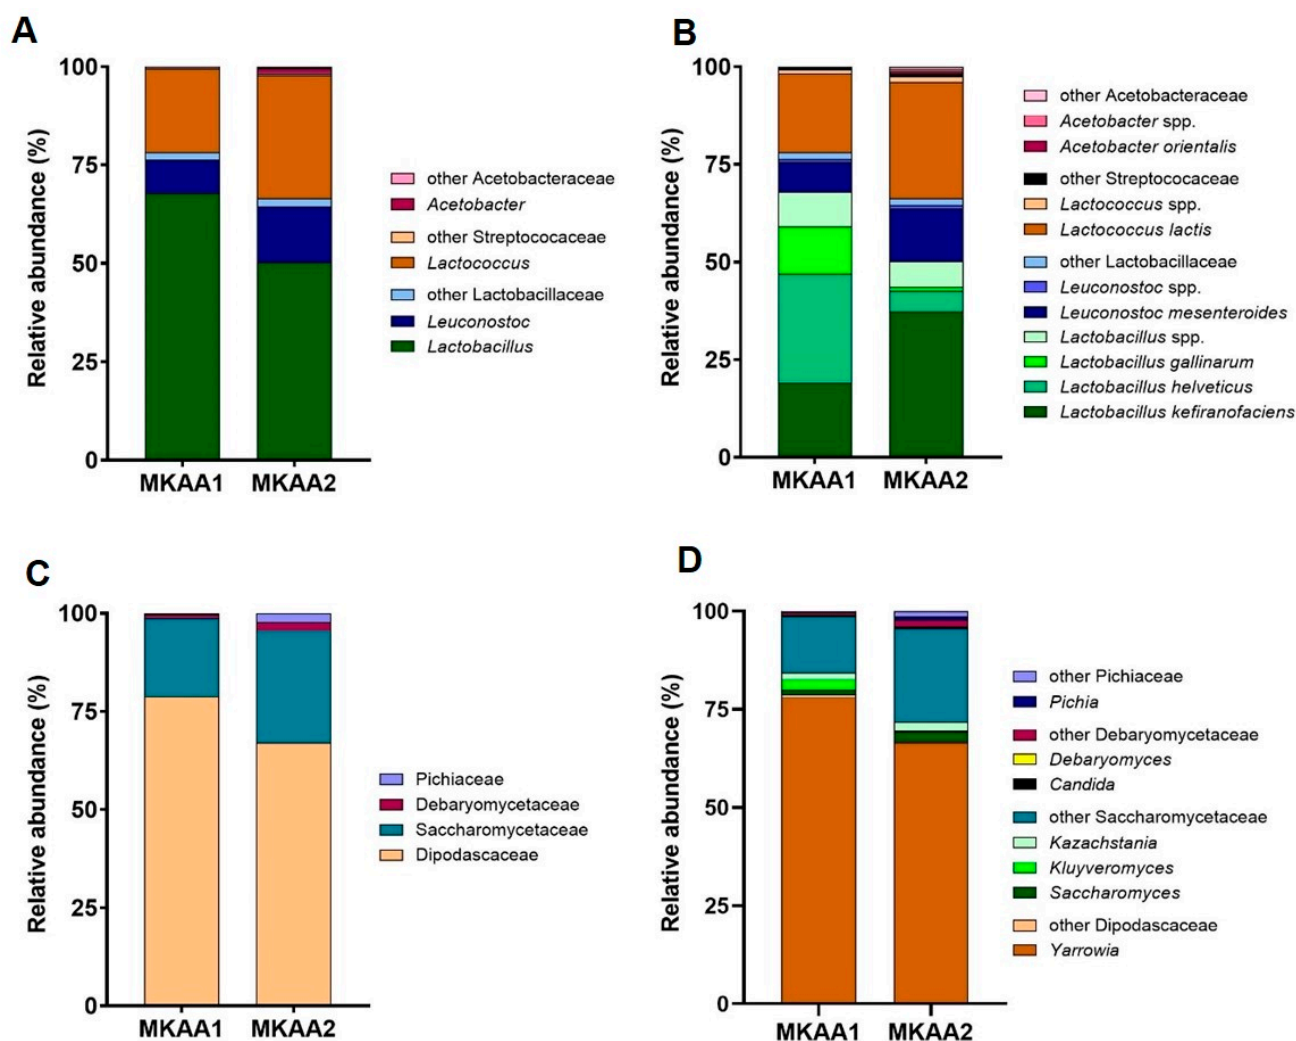 A
Relative abundance (%)
100
75
50
25
0
MKAA1 MKAA2
other Acetobacteraceae
Acetobacter
other Streptococaceae
Lactococcus
other Lactobacillaceae
Leuconostoc
Lactobacillus
B
Relative abundance (%)
100
75
50
25
0
MKAA1 MKAA2
other Acetobacteraceae
Acetobacter spp.
Acetobacter orientalis
other Streptococaceae
Lactococcus spp.
Lactococcus lactis
other Lactobacillaceae
Leuconostoc spp.
Leuconostoc mesenteroides
Lactobacillus spp.
Lactobacillus gallinarum
Lactobacillus helveticus
Lactobacillus kefiranofaciens
C
Relative abundance (%)
100
75
50
25
0
MKAA1 MKAA2
Pichiaceae
Debaryomycetaceae
Saccharomycetaceae
Dipodascaceae
D
Relative abundance (%)
100
75
50
25
0
MKAA1 MKAA2
other Pichiaceae
Pichia
other Debaryomycetaceae
Debaryomyces
Candida
other Saccharomycetaceae
Kazachstania
Kluyveromyces
Saccharomyces
other Dipodascaceae
Yarrowia